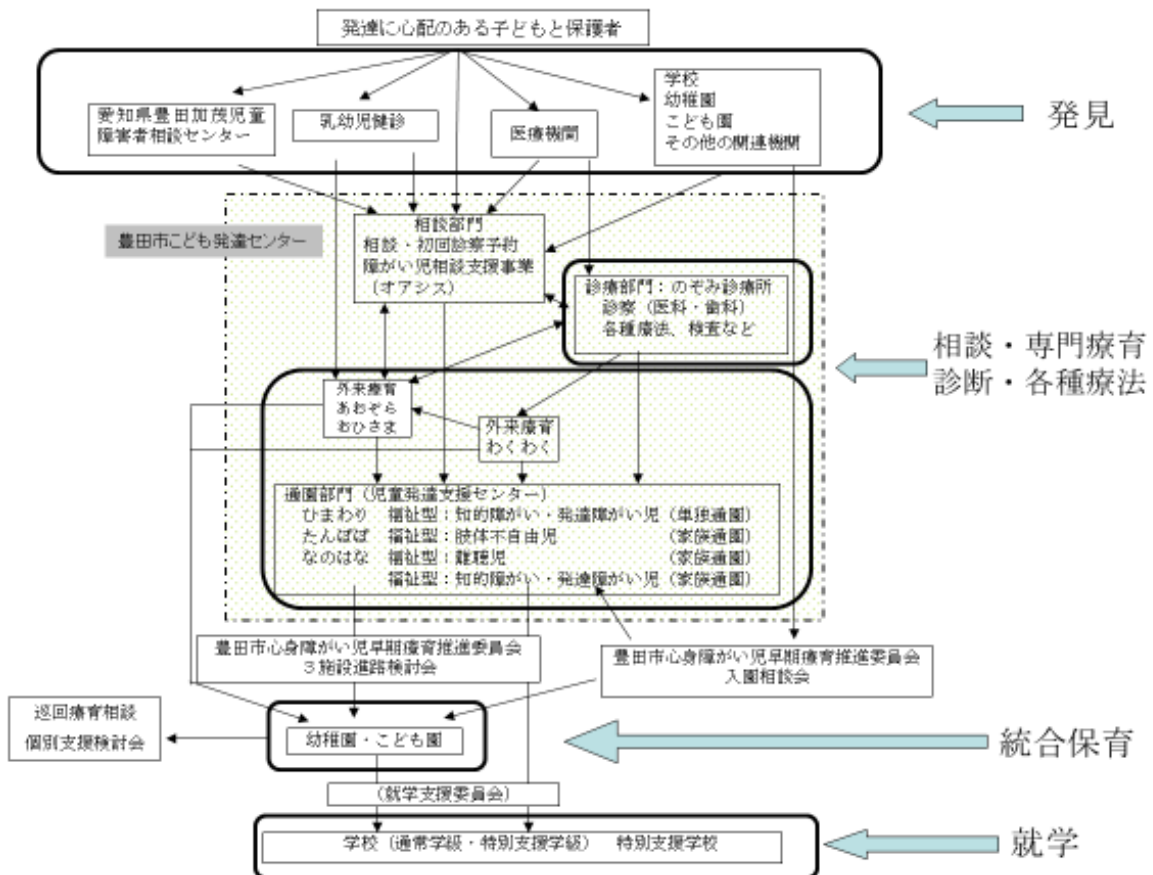 発達に心配のある子どもと保護者
愛知県豊田加茂児童
障害者相談センター
乳幼児健診
医療機関
学校
幼稚園
こども園
その他の関連機関
発見
豊田市こども発達センター
相談部門
相談・初回診察予約
障がい児相談支援事業
（オアシス）
診療部門：のぞみ診療所
診察（医科・歯科）
各種療法、検査など
相談・専門療育
診断・各種療法
外来療育
あおぞら
おひさま
外来療育
わくわく
通園部門（児童発達支援センター）
ひまわり　福祉型：知的障がい・発達障がい児（単独通園）
たんぽぽ　福祉型：肢体不自由児　（家族通園）
なのはな　福祉型：難聴児　（家族通園）
福祉型：知的障がい・発達障がい児（家族通園）
豊田市心身障がい児早期療育推進委員会
３施設進路検討会
豊田市心身障がい児早期療育推進委員会
入園相談会
巡回療育相談
個別支援検討会
幼稚園・こども園
統合保育
（就学支援委員会）
学校（通常学級・特別支援学級）　特別支援学校
就学